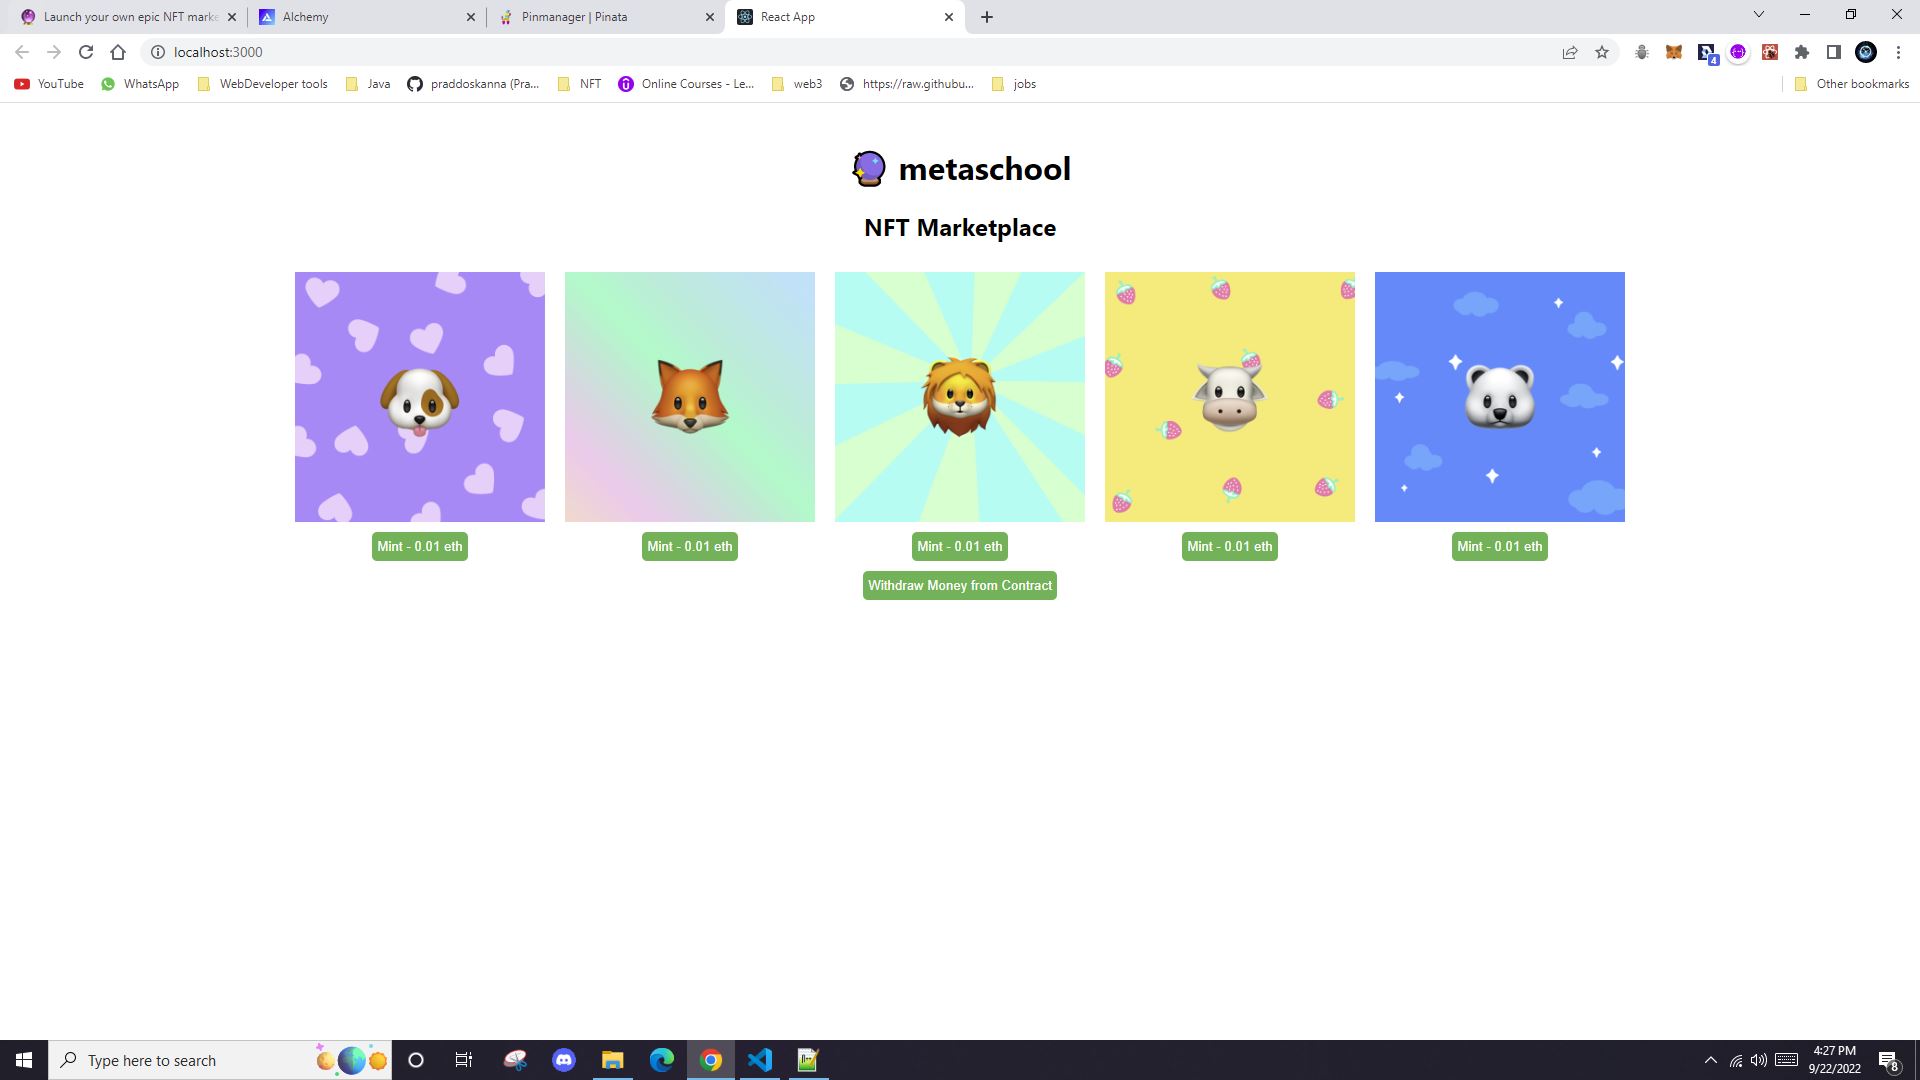 Launch your own epic NFT marke
Alchemy
Pinmanager | Pinata
React App
localhost:3000
4
YouTube
WhatsApp
WebDeveloper tools
Java
praddoskanna (Pra...
NFT
Online Courses - Le...
web3
https://raw.githubu...
jobs
Other bookmarks
metaschool
NFT Marketplace
Mint - 0.01 eth
Mint - 0.01 eth
Mint - 0.01 eth
Mint - 0.01 eth
Mint - 0.01 eth
Withdraw Money from Contract
Type here to search
4:27 PM
9/22/2022
8